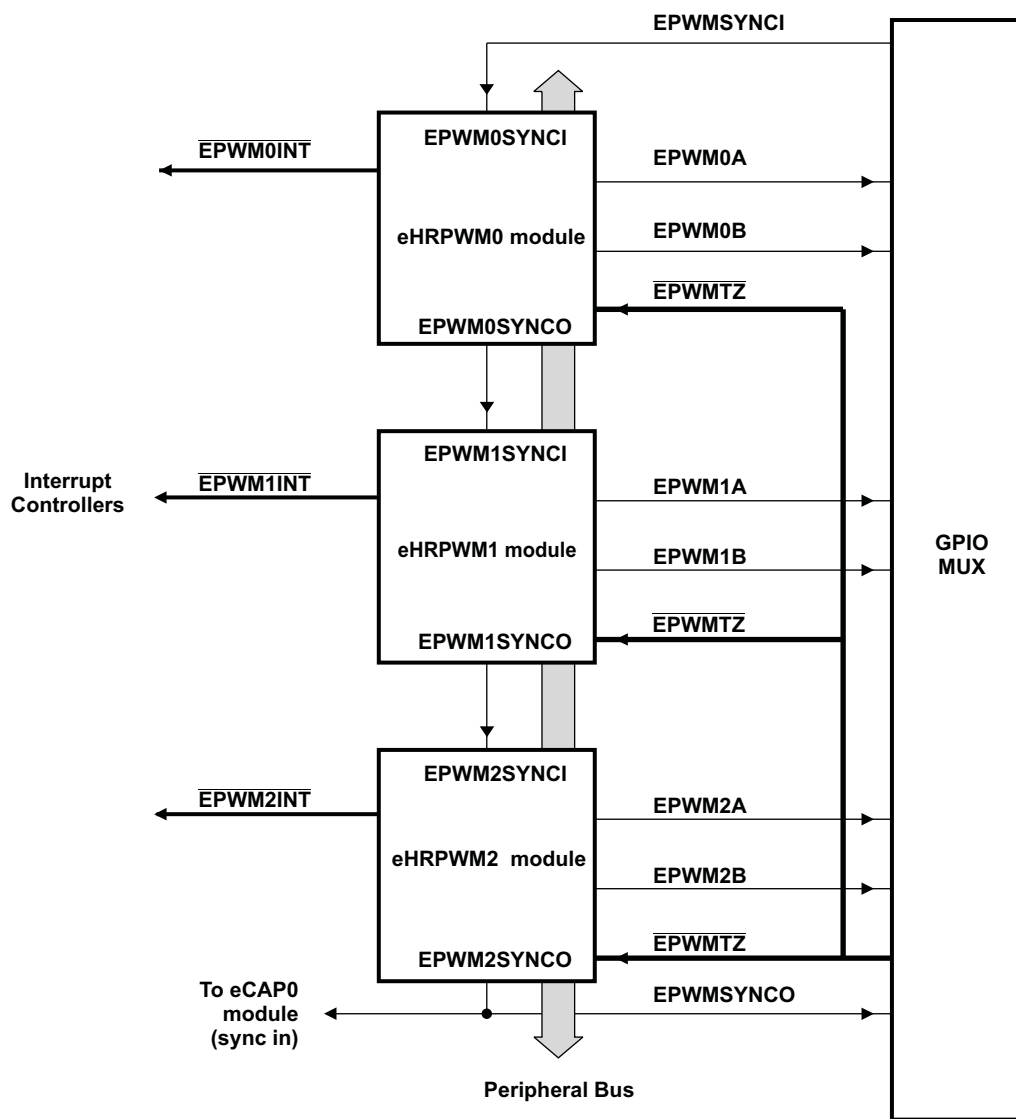 EPWMSYNCI
EPWM0SYNCI
EPWM0INT
EPWM0A
EPWM0B
eHRPWM0 module
EPWMTZ
EPWM0SYNCO
EPWM1SYNCI
Interrupt
Controllers
EPWM1INT
EPWM1A
eHRPWM1 module
EPWM1B
GPIO
MUX
EPWMTZ
EPWM1SYNCO
EPWM2SYNCI
EPWM2INT
EPWM2A
eHRPWM2 module
EPWM2B
EPWMTZ
EPWM2SYNCO
To eCAP0
module
(sync in)
EPWMSYNCO
Peripheral Bus